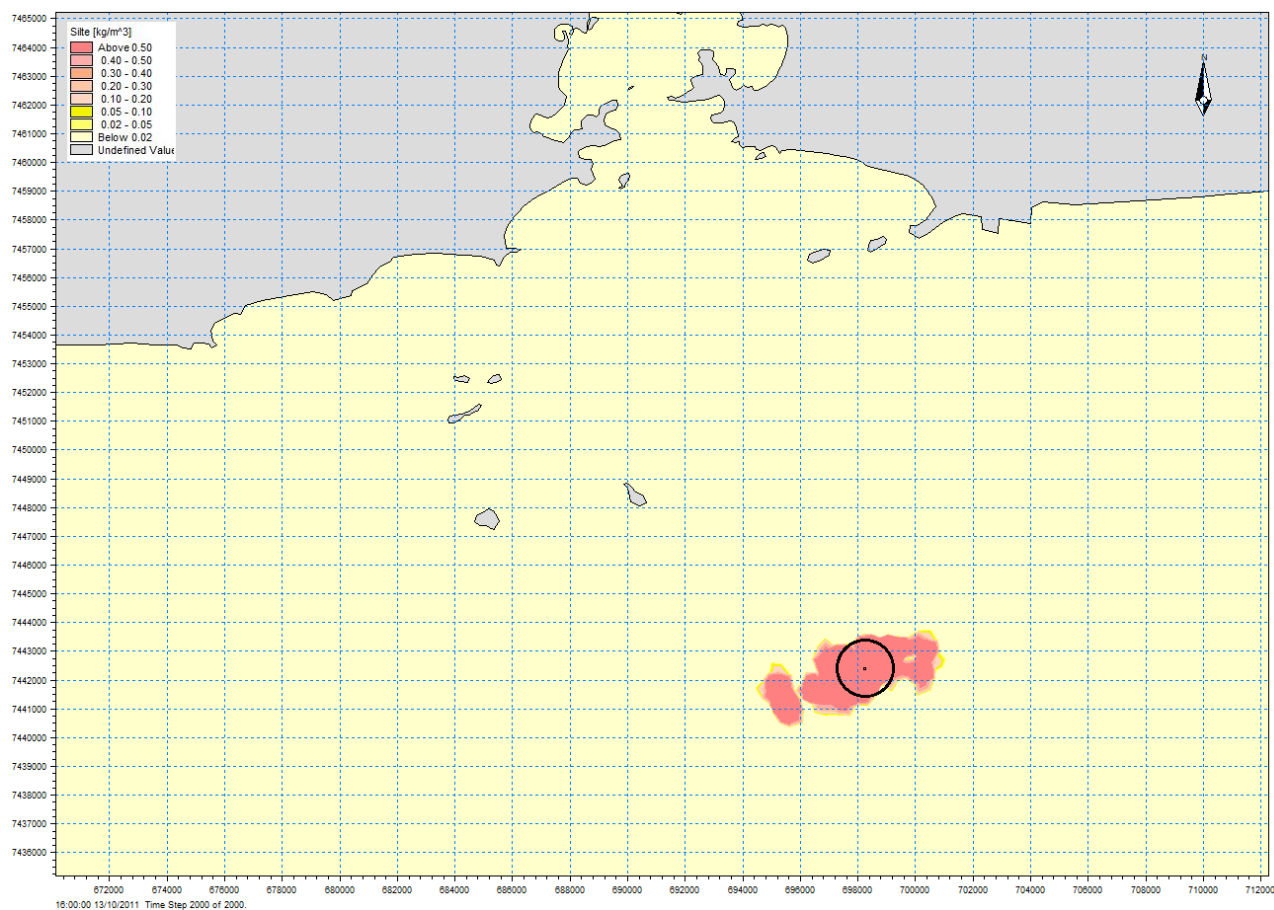 Silte [kg/m^3]
Above 0.50
0.40 - 0.50
0.30 - 0.40
0.20 - 0.30
0.10 - 0.20
0.05 - 0.10
0.02 - 0.05
Below 0.02
Undefined Value
N
7465000
7464000
7463000
7462000
7461000
7460000
7459000
7458000
7457000
7456000
7455000
7454000
7453000
7452000
7451000
7450000
7449000
7448000
7447000
7446000
7445000
7444000
7443000
7442000
7441000
7440000
7439000
7438000
7437000
7436000
672000 674000 676000 678000 680000 682000 684000 686000 688000 690000 692000 694000 696000 698000 700000 702000 704000 706000 708000 710000 712000
16:00:00 13/10/2011 Time Step 2000 of 2000.